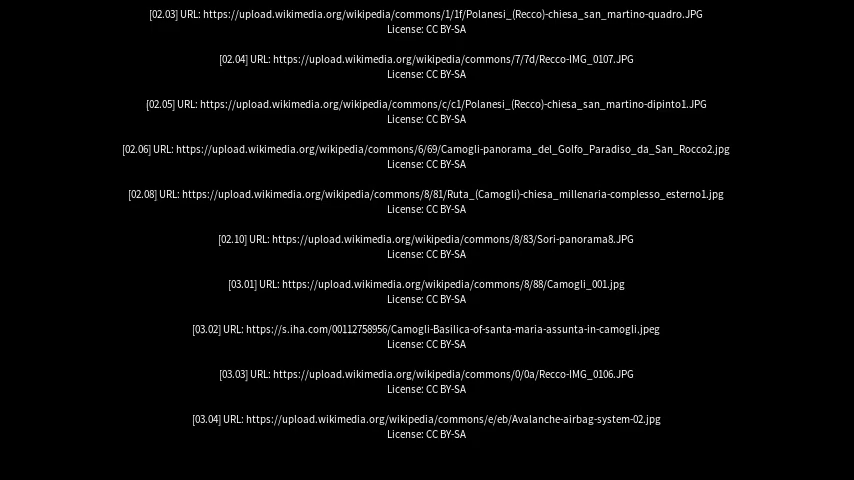 [02.03] URL: https://upload.wikimedia.org/wikipedia/commons/1/1f/Polanesi_(Recco)-chiesa_san_martino-quadro.JPG
License: CC BY-SA
[02.04] URL: https://upload.wikimedia.org/wikipedia/commons/7/7d/Recco-IMG_0107.JPG
License: CC BY-SA
[02.05] URL: https://upload.wikimedia.org/wikipedia/commons/c/c1/Polanesi_(Recco)-chiesa_san_martino-dipinto1.JPG
License: CC BY-SA
[02.06] URL: https://upload.wikimedia.org/wikipedia/commons/6/69/Camogli-panorama_del_Golfo_Paradiso_da_San_Rocco2.jpg
License: CC BY-SA
[02.08] URL: https://upload.wikimedia.org/wikipedia/commons/8/81/Ruta_(Camogli)-chiesa_millenaria-complesso_esterno1.jpg
License: CC BY-SA
[02.10] URL: https://upload.wikimedia.org/wikipedia/commons/8/83/Sori-panorama8.JPG
License: CC BY-SA
[03.01] URL: https://upload.wikimedia.org/wikipedia/commons/8/88/Camogli_001.jpg
License: CC BY-SA
[03.02] URL: https://s.iha.com/00112758956/Camogli-Basilica-of-santa-maria-assunta-in-camogli.jpeg
License: CC BY-SA
[03.03] URL: https://upload.wikimedia.org/wikipedia/commons/0/0a/Recco-IMG_0106.JPG
License: CC BY-SA
[03.04] URL: https://upload.wikimedia.org/wikipedia/commons/e/eb/Avalanche-airbag-system-02.jpg
License: CC BY-SA